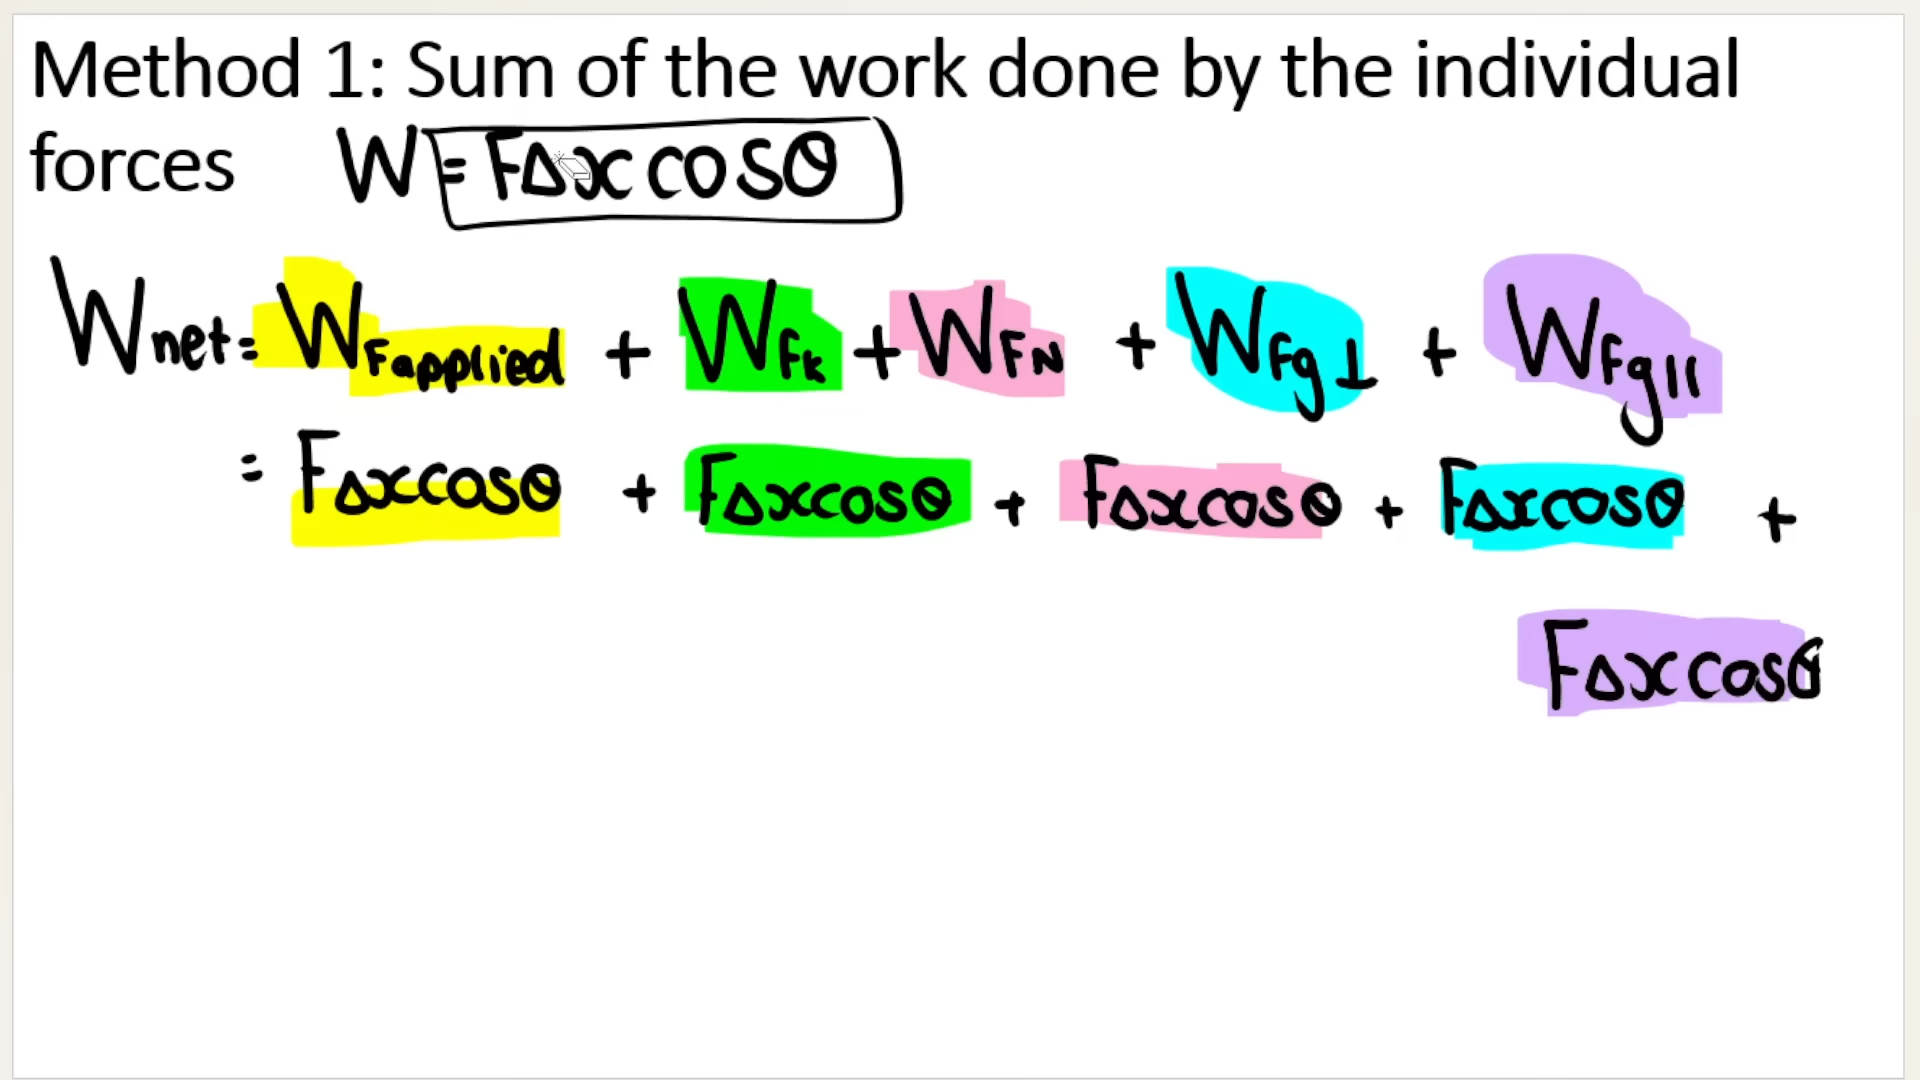 Method 1: Sum of the work done by the individual
forces W = FΔx cosθ
Wnet = WFapplied + WFk + WFN + WFg⊥ + WFg||
= FΔxcosθ + FΔxcosθ + FΔxcosθ + FΔxcosθ +
FΔxcosθ